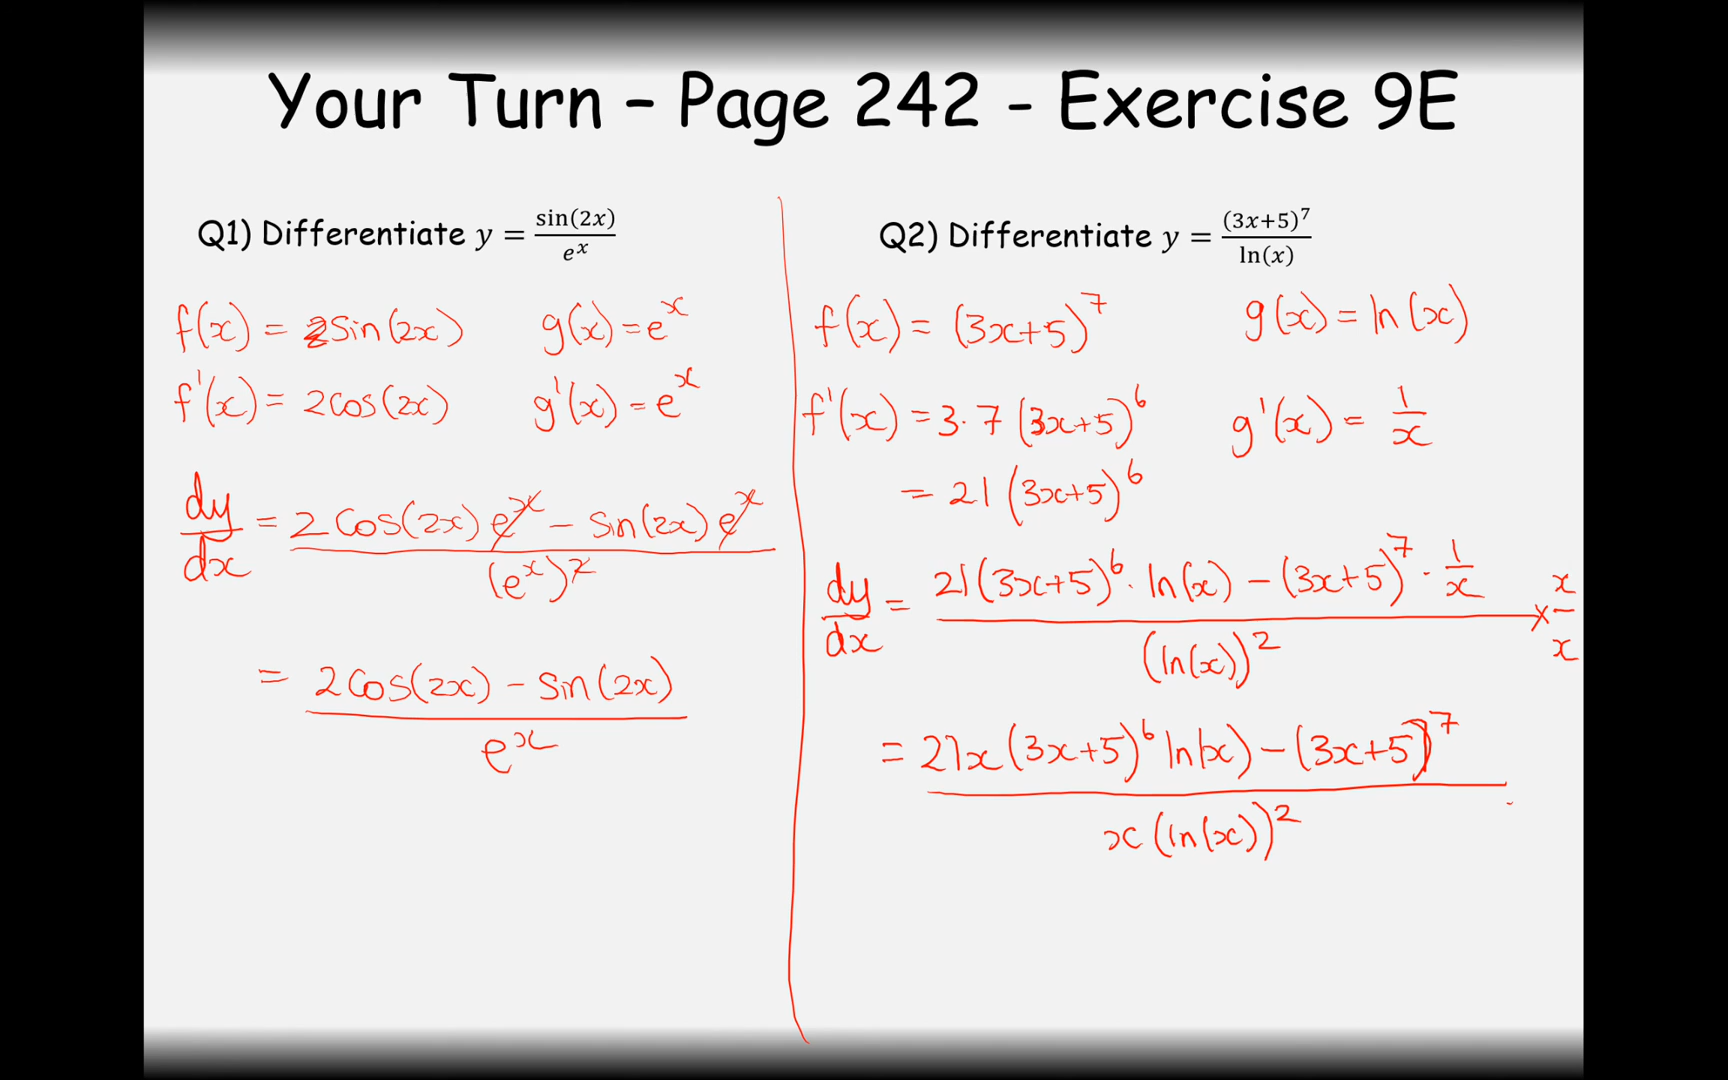 Your Turn – Page 242 - Exercise 9E
Q1) Differentiate y = sin(2x)/e^x
f(x) = sin(2x) g(x) = e^x
f'(x) = 2cos(2x) g'(x) = e^x
dy/dx = (2cos(2x)e^x – sin(2x)e^x)/(e^x)^2
= (2cos(2x) – sin(2x))/e^x
Q2) Differentiate y = (3x+5)^7/ln(x)
f(x) = (3x+5)^7 g(x) = ln(x)
f'(x) = 3·7(3x+5)^6 g'(x) = 1/x
= 21(3x+5)^6
dy/dx = (21(3x+5)^6 · ln(x) – (3x+5)^7 · 1/x)/(ln(x))^2 × x/x
= (21x(3x+5)^6 ln(x) – (3x+5)^7)/(x(ln(x))^2)